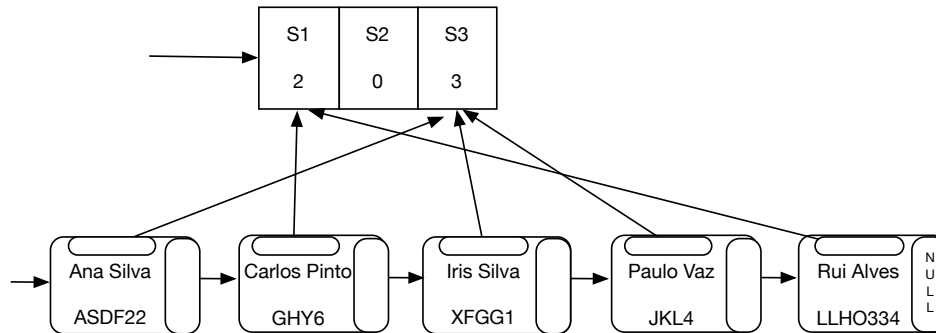 S1 S2 S3
2 0 3
Ana Silva Carlos Pinto Iris Silva Paulo Vaz Rui Alves
ASDF22 GHY6 XFGG1 JKL4 LLHO334
N
U
L
L